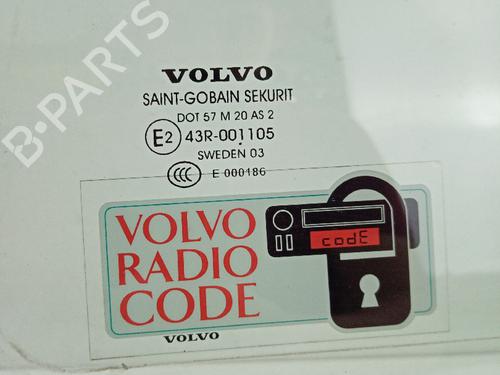 B-PARTS
VOLVO
SAINT-GOBAIN SEKURIT
DOT 57 M 20 AS 2
E2 43R-001105
SWEDEN 03
CCC E 000186
VOLVO
RADIO
CODE
codE
VOLVO